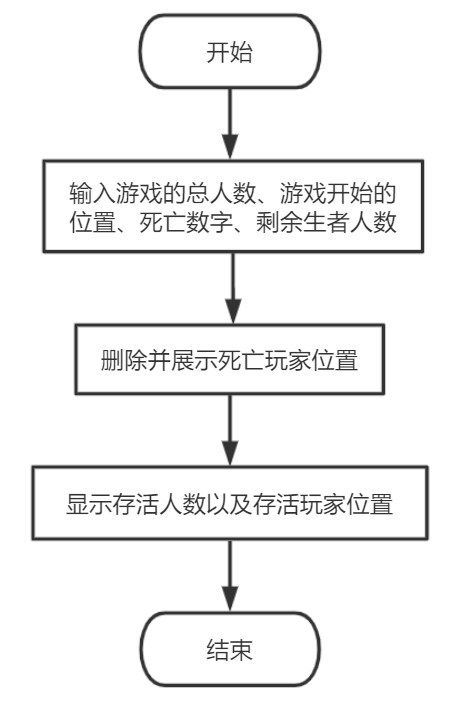 开始
输入游戏的总人数、游戏开始的
位置、死亡数字、剩余生者人数
删除并展示死亡玩家位置
显示存活人数以及存活玩家位置
结束